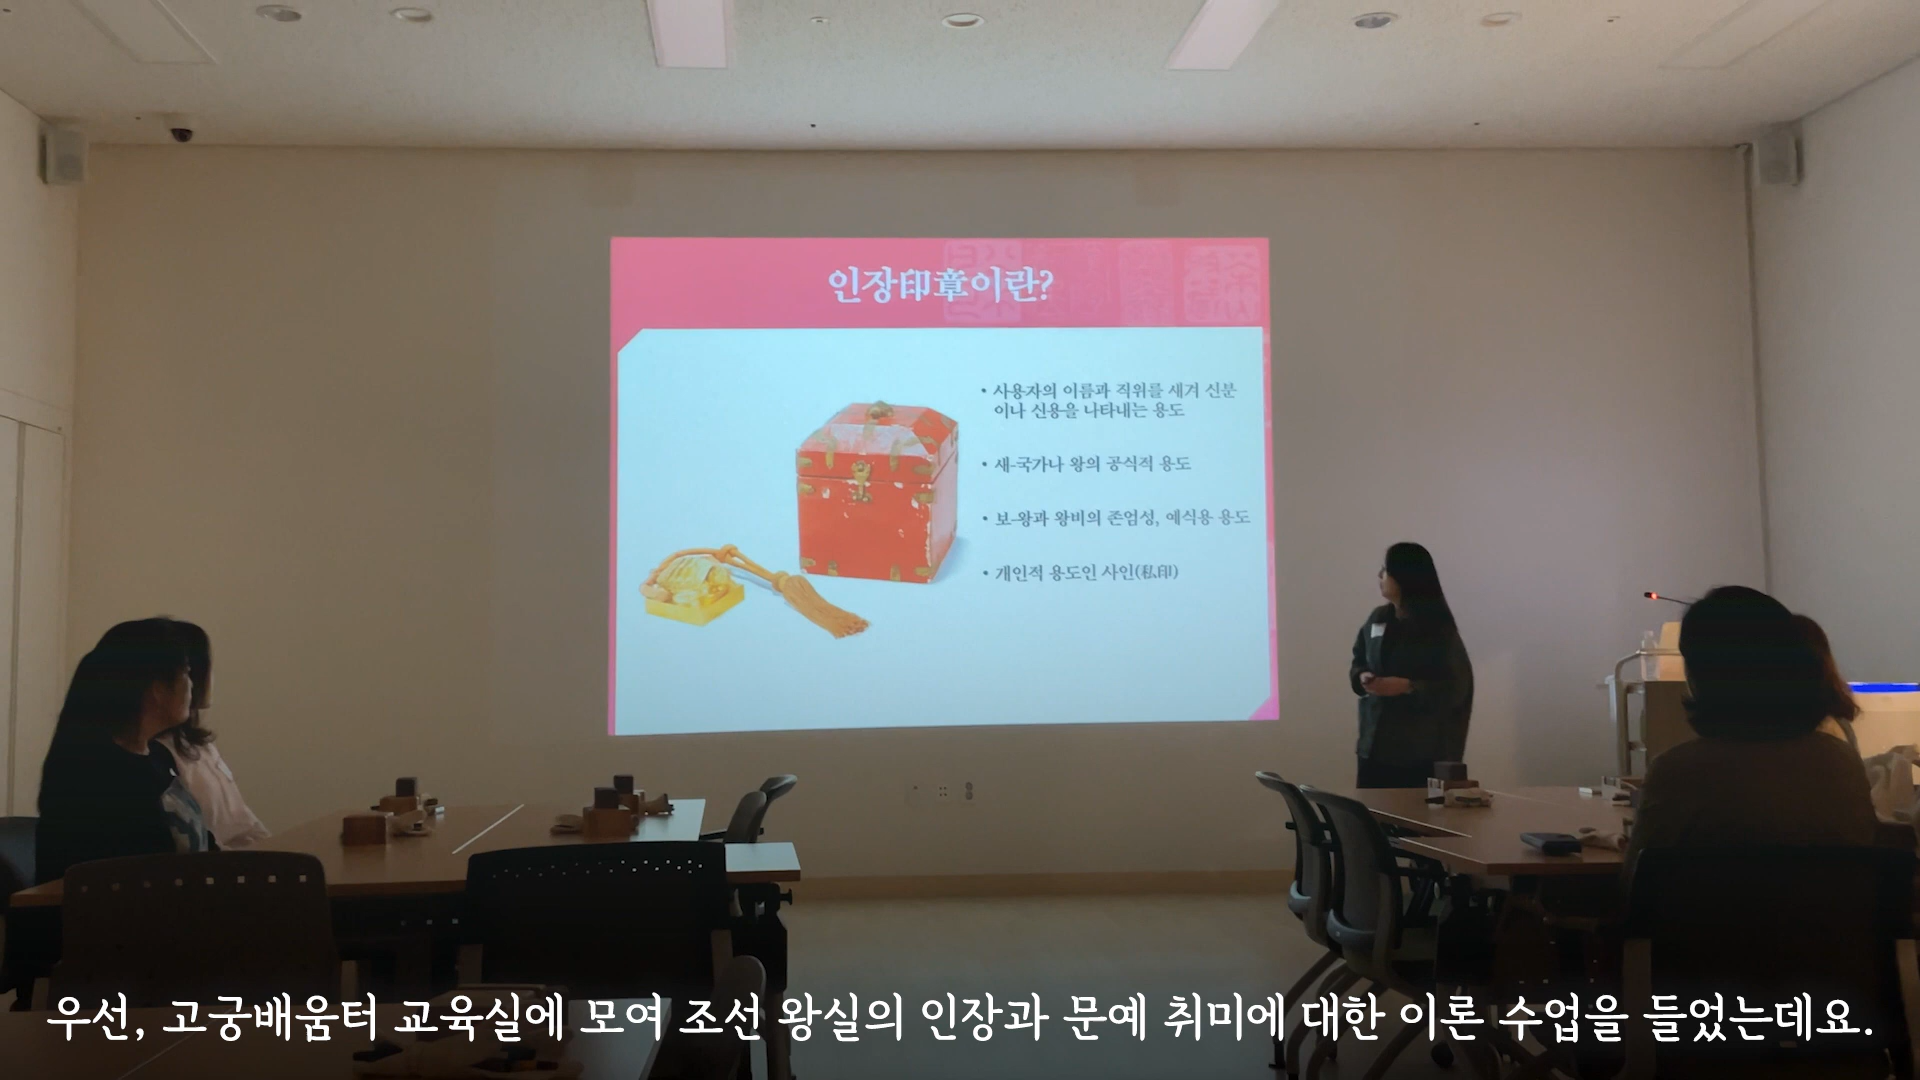 인장印章이란?
• 사용자의 이름과 직위를 새겨 신분
이나 신용을 나타내는 용도
• 새-국가나 왕의 공식적 용도
• 보-왕과 왕비의 존엄성, 예식용 용도
• 개인적 용도인 사인(私印)
우선, 고궁배움터 교육실에 모여 조선 왕실의 인장과 문예 취미에 대한 이론 수업을 들었는데요.